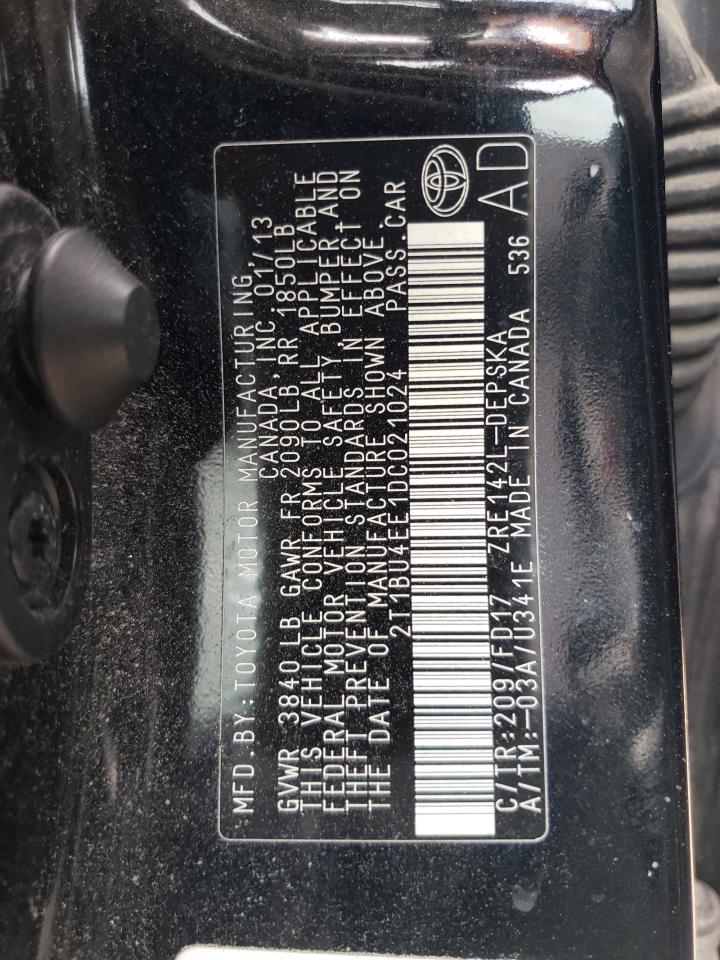 MFD.BY:TOYOTA MOTOR MANUFACTURING,
CANADA, INC. 01/13
GVWR 3840LB GAWR FR 2090LB, RR 1850LB
THIS VEHICLE CONFORMS TO ALL APPLICABLE
FEDERAL MOTOR VEHICLE SAFETY, BUMPER AND
THEFT PREVENTION STANDARDS IN EFFECT ON
THE DATE OF MANUFACTURE SHOWN ABOVE.
2T1BU4EE1DC021024 PASS.CAR
C/TR:209/FD17 ZRE142L-DEPSKA
A/TM:-03A/U341E MADE IN CANADA 536
AD